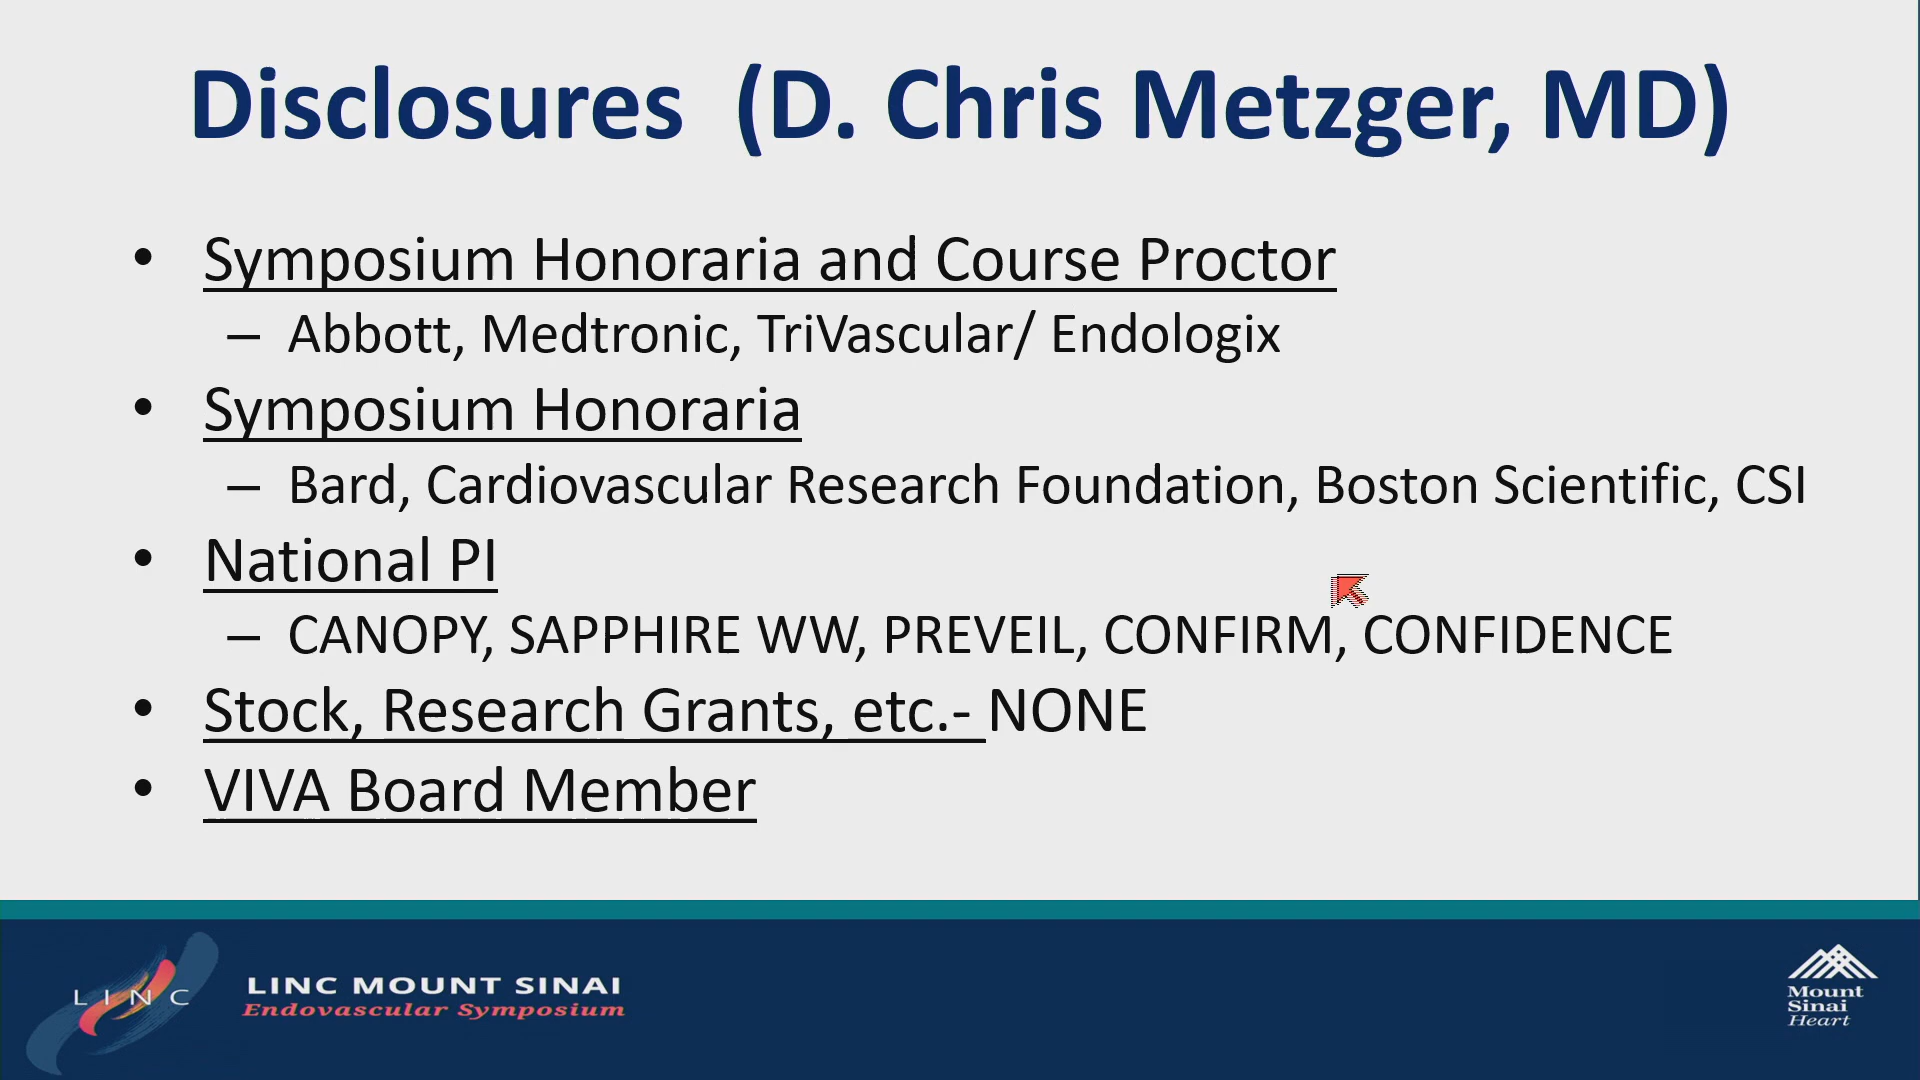 Disclosures (D. Chris Metzger, MD)
• Symposium Honoraria and Course Proctor
– Abbott, Medtronic, TriVascular/ Endologix
• Symposium Honoraria
– Bard, Cardiovascular Research Foundation, Boston Scientific, CSI
• National PI
– CANOPY, SAPPHIRE WW, PREVEIL, CONFIRM, CONFIDENCE
• Stock, Research Grants, etc.- NONE
• VIVA Board Member
LINC
LINC MOUNT SINAI
Endovascular Symposium
Mount
Sinai
Heart